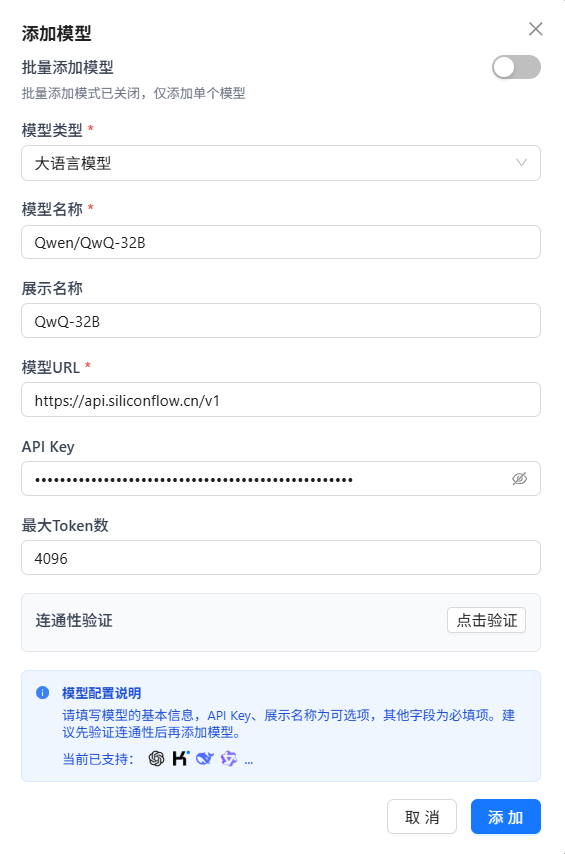 添加模型
批量添加模型
批量添加模式已关闭，仅添加单个模型
模型类型 *
大语言模型
模型名称 *
Qwen/QwQ-32B
展示名称
QwQ-32B
模型URL *
https://api.siliconflow.cn/v1
API Key
••••••••••••••••••••••••••••••••••••••••••••••••••••
最大Token数
4096
连通性验证 点击验证
模型配置说明
请填写模型的基本信息，API Key、展示名称为可选项，其他字段为必填项。建
议先验证连通性后再添加模型。
当前已支持： ...
取 消 添 加